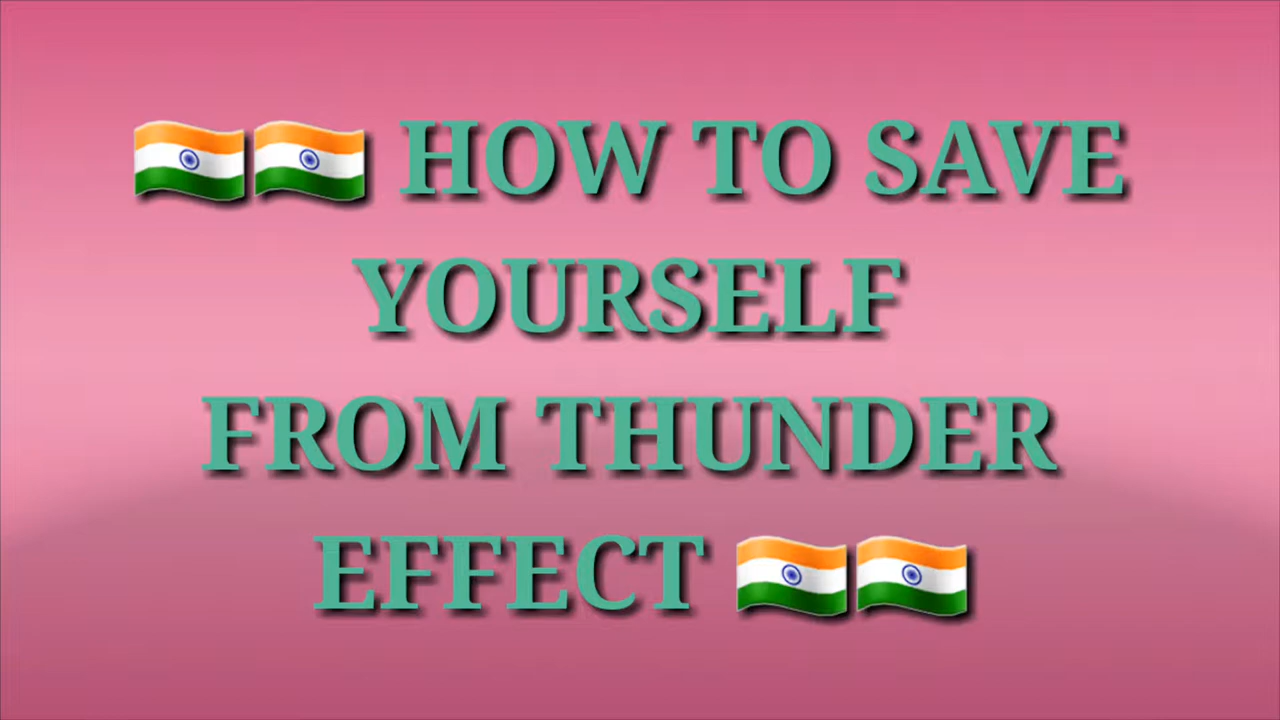 🇮🇳🇮🇳 HOW TO SAVE
YOURSELF
FROM THUNDER
EFFECT 🇮🇳🇮🇳